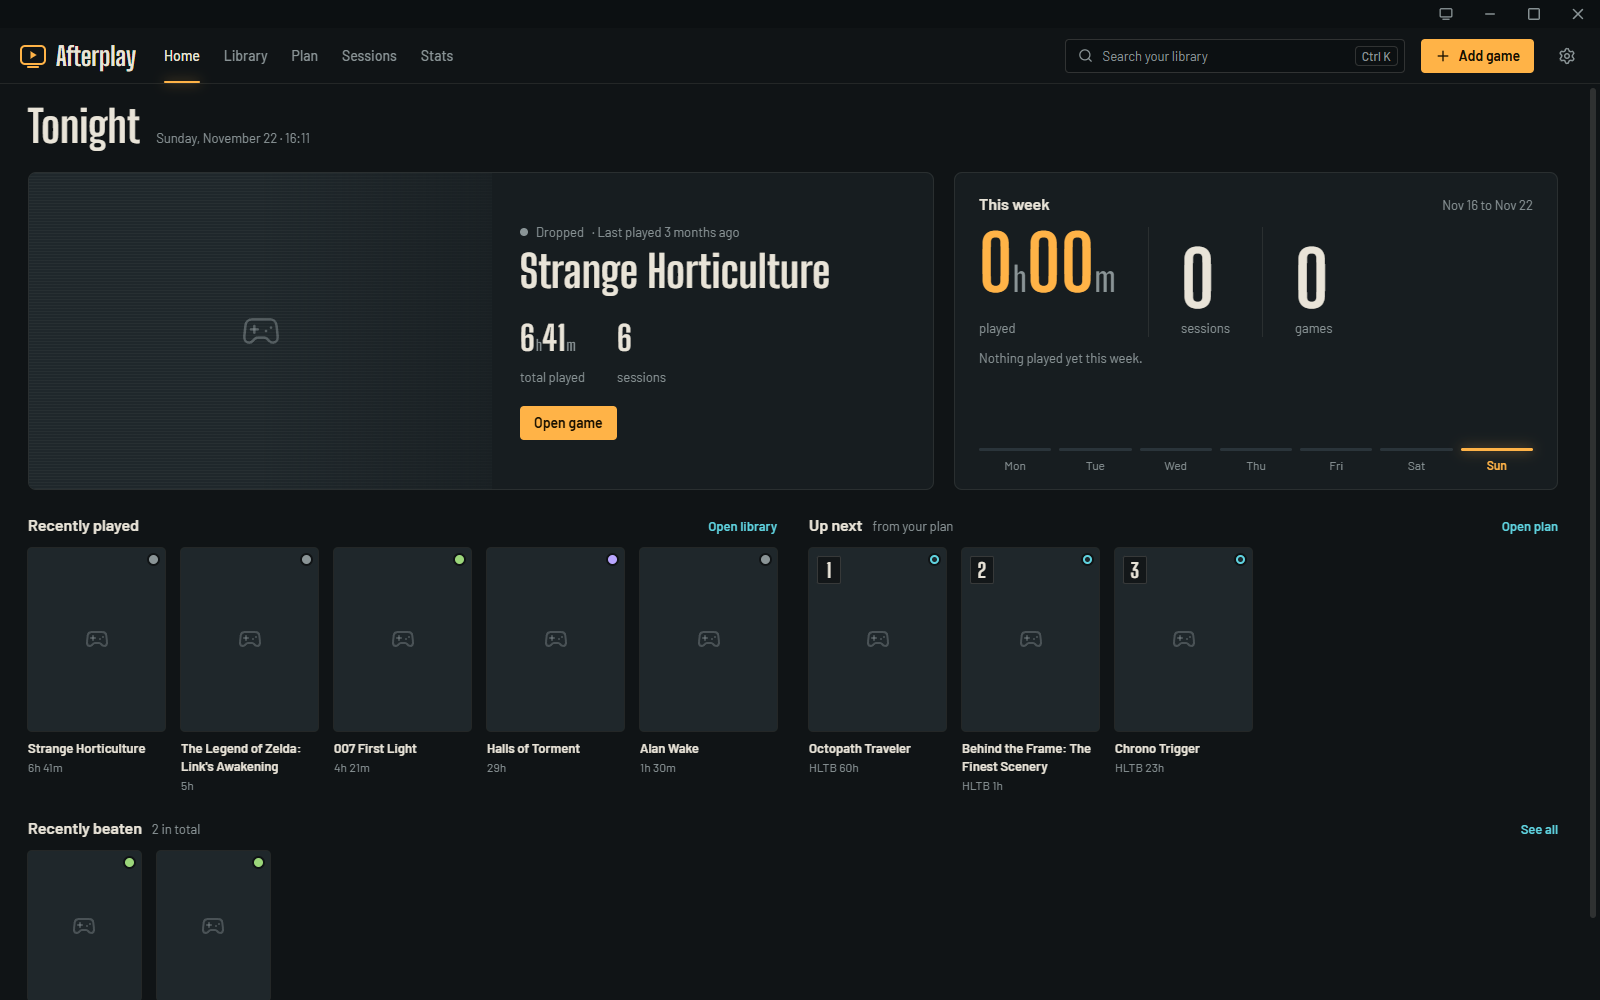 Afterplay
Home
Library
Plan
Sessions
Stats
Search your library
Ctrl K
+ Add game
Tonight
Sunday, November 22 · 16:11
Dropped · Last played 3 months ago
Strange Horticulture
6h41m
total played
6
sessions
Open game
This week
Nov 16 to Nov 22
0h00m
played
0
sessions
0
games
Nothing played yet this week.
Mon
Tue
Wed
Thu
Fri
Sat
Sun
Recently played
Open library
Strange Horticulture
6h 41m
The Legend of Zelda:
Link's Awakening
5h
007 First Light
4h 21m
Halls of Torment
29h
Alan Wake
1h 30m
Up next from your plan
Open plan
1
Octopath Traveler
HLTB 60h
2
Behind the Frame: The
Finest Scenery
HLTB 1h
3
Chrono Trigger
HLTB 23h
Recently beaten 2 in total
See all